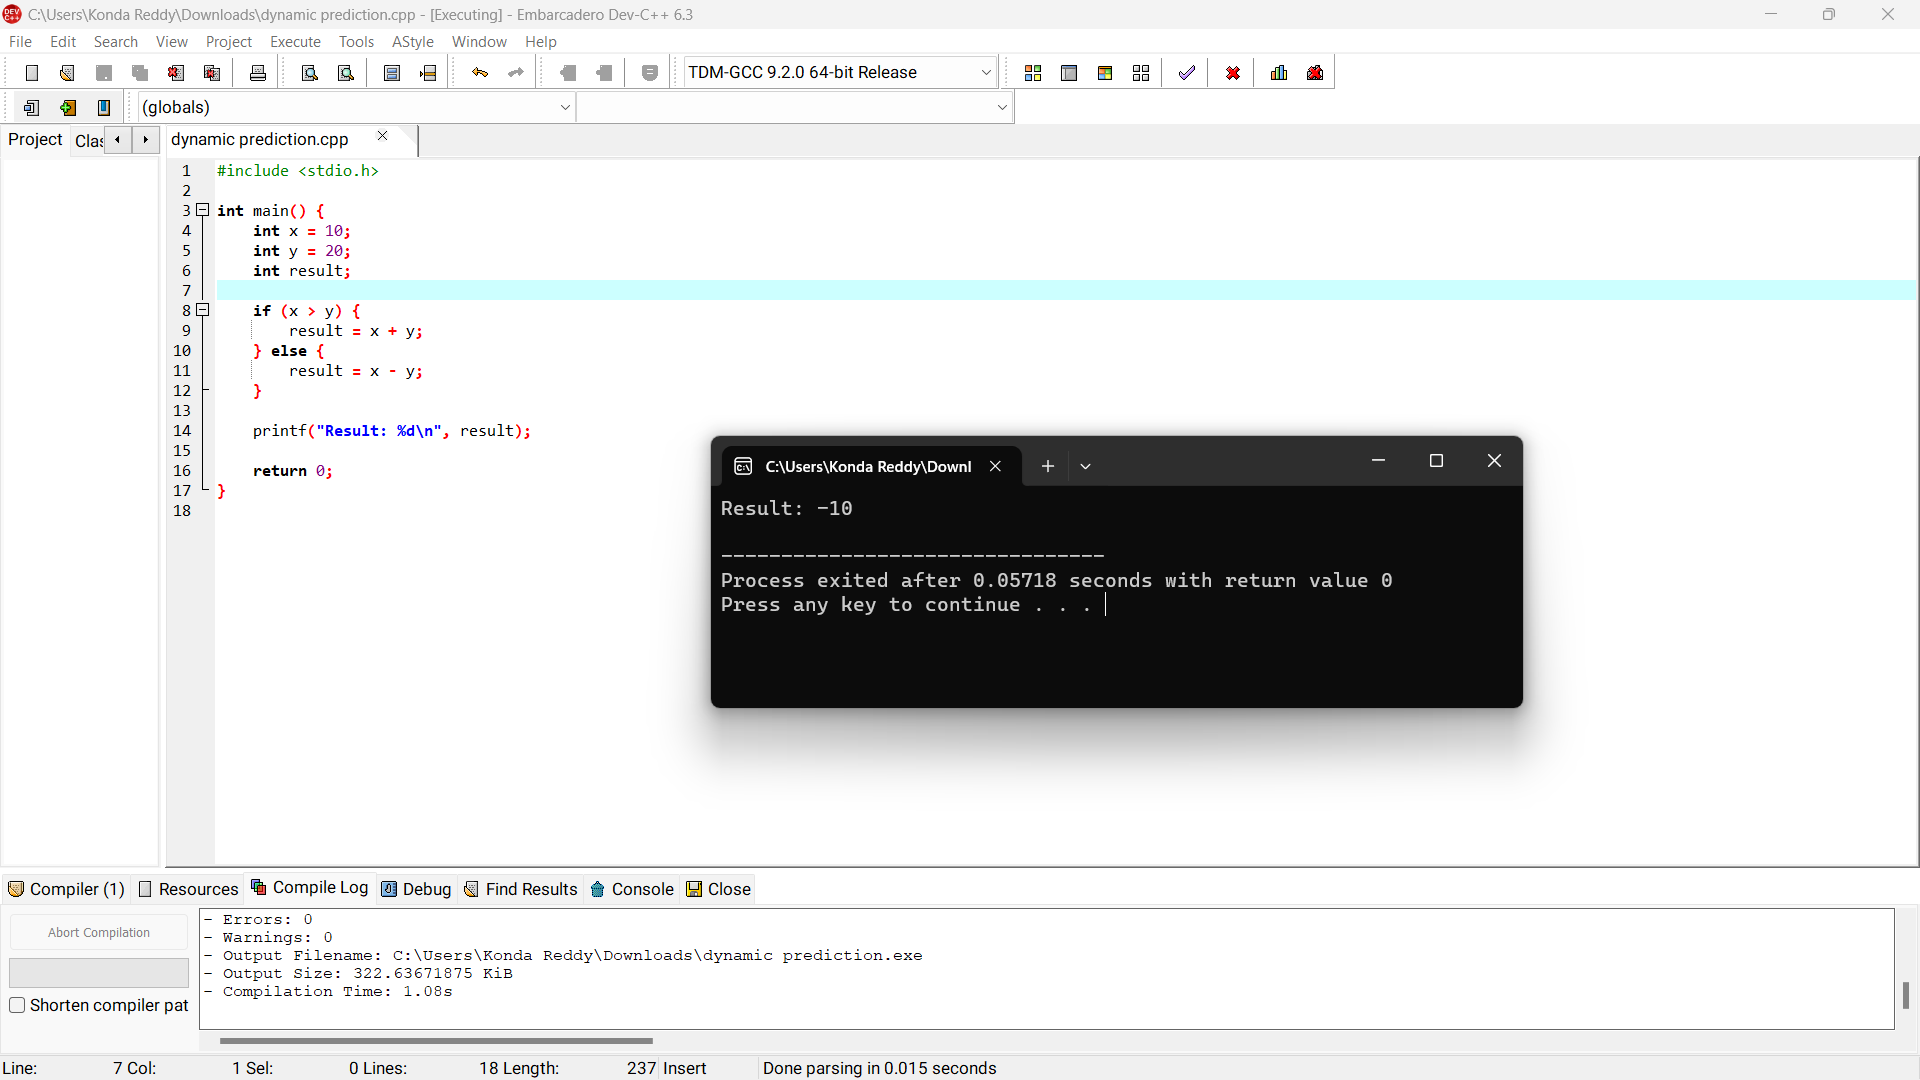 C:\Users\Konda Reddy\Downloads\dynamic prediction.cpp - [Executing] - Embarcadero Dev-C++ 6.3
File Edit Search View Project Execute Tools AStyle Window Help
TDM-GCC 9.2.0 64-bit Release
(globals)
Project Clas dynamic prediction.cpp
1 #include <stdio.h>
2
3 int main() {
4     int x = 10;
5     int y = 20;
6     int result;
7
8     if (x > y) {
9         result = x + y;
10     } else {
11         result = x - y;
12     }
13
14     printf("Result: %d\n", result);
15
16     return 0;
17 }
18
C:\Users\Konda Reddy\Downl
Result: -10
--------------------------------
Process exited after 0.05718 seconds with return value 0
Press any key to continue . . .
Compiler (1) Resources Compile Log Debug Find Results Console Close
Abort Compilation
Shorten compiler pat
- Errors: 0
- Warnings: 0
- Output Filename: C:\Users\Konda Reddy\Downloads\dynamic prediction.exe
- Output Size: 322.63671875 KiB
- Compilation Time: 1.08s
Line: 7 Col: 1 Sel: 0 Lines: 18 Length: 237 Insert Done parsing in 0.015 seconds